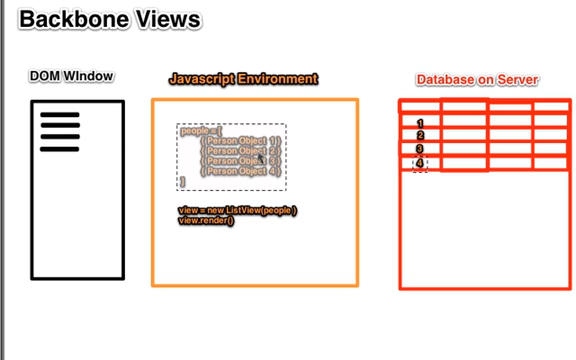 Backbone Views
DOM WIndow
Javascript Environment
Database on Server
people = [
{(Person Object 1)}
{(Person Object 2)}
{(Person Object 3)}
{(Person Object 4)}
]
view = new ListView(people)
view.render()
1
2
3
4